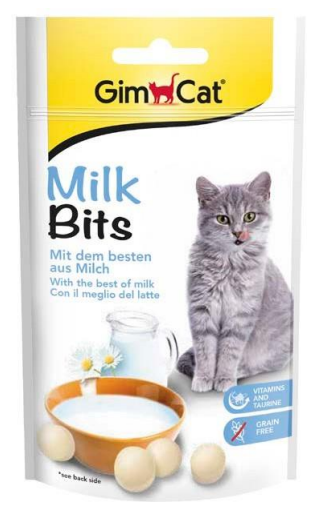 GimCat®
Milk
Bits
Mit dem besten
aus Milch
With the best of milk
Con il meglio del latte
VITAMINS
AND
TAURINE
GRAIN
FREE
*see back side